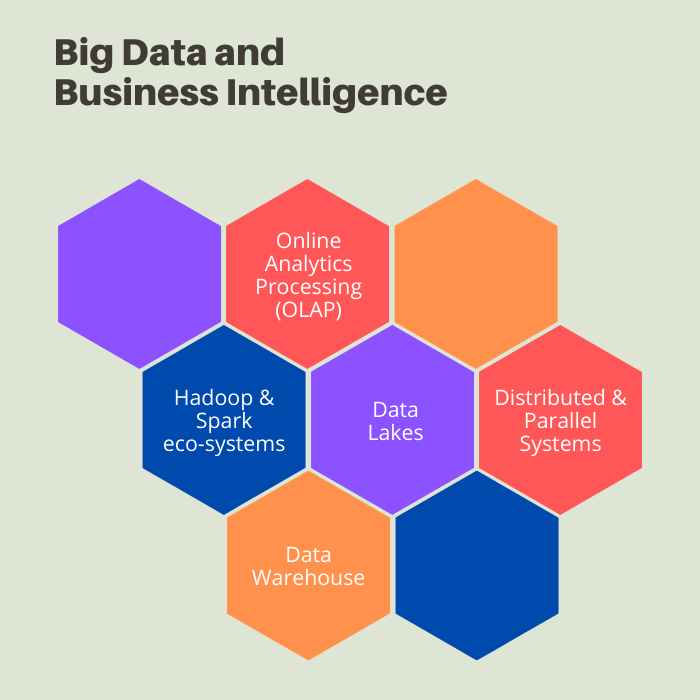 Big Data and
Business Intelligence
Online
Analytics
Processing
(OLAP)
Hadoop &
Spark
eco-systems
Data
Lakes
Distributed &
Parallel
Systems
Data
Warehouse